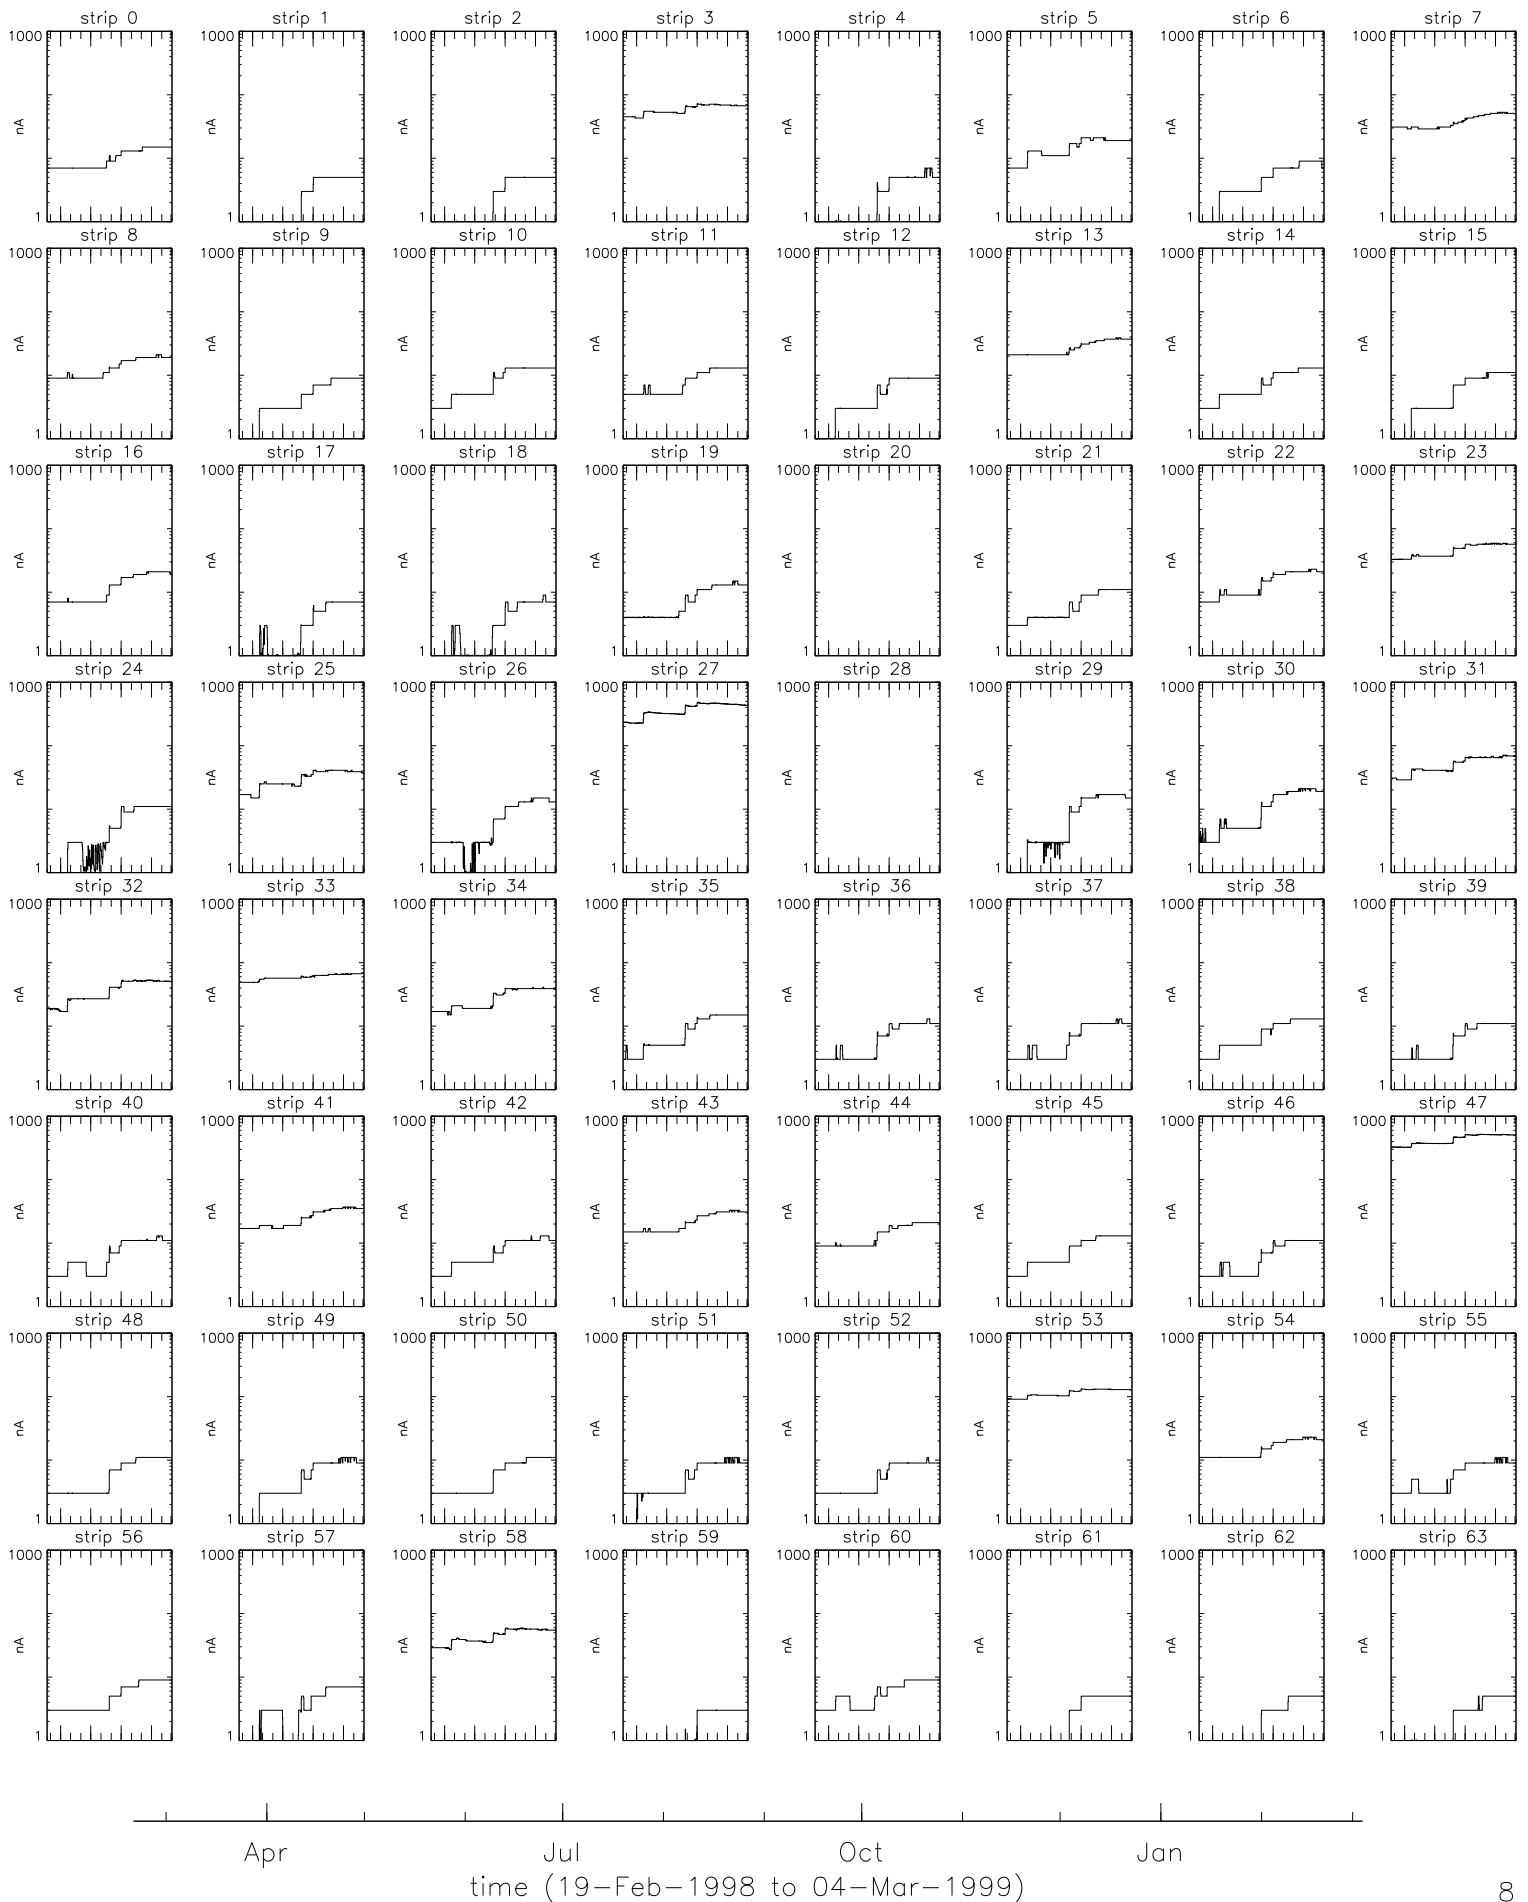 strip 0 strip 1 strip 2 strip 3 strip 4 strip 5 strip 6 strip 7
1000 1000 1000 1000 1000 1000 1000 1000
nA nA nA nA nA nA nA nA
1 1 1 1 1 1 1 1
strip 8 strip 9 strip 10 strip 11 strip 12 strip 13 strip 14 strip 15
1000 1000 1000 1000 1000 1000 1000 1000
nA nA nA nA nA nA nA nA
1 1 1 1 1 1 1 1
strip 16 strip 17 strip 18 strip 19 strip 20 strip 21 strip 22 strip 23
1000 1000 1000 1000 1000 1000 1000 1000
nA nA nA nA nA nA nA nA
1 1 1 1 1 1 1 1
strip 24 strip 25 strip 26 strip 27 strip 28 strip 29 strip 30 strip 31
1000 1000 1000 1000 1000 1000 1000 1000
nA nA nA nA nA nA nA nA
1 1 1 1 1 1 1 1
strip 32 strip 33 strip 34 strip 35 strip 36 strip 37 strip 38 strip 39
1000 1000 1000 1000 1000 1000 1000 1000
nA nA nA nA nA nA nA nA
1 1 1 1 1 1 1 1
strip 40 strip 41 strip 42 strip 43 strip 44 strip 45 strip 46 strip 47
1000 1000 1000 1000 1000 1000 1000 1000
nA nA nA nA nA nA nA nA
1 1 1 1 1 1 1 1
strip 48 strip 49 strip 50 strip 51 strip 52 strip 53 strip 54 strip 55
1000 1000 1000 1000 1000 1000 1000 1000
nA nA nA nA nA nA nA nA
1 1 1 1 1 1 1 1
strip 56 strip 57 strip 58 strip 59 strip 60 strip 61 strip 62 strip 63
1000 1000 1000 1000 1000 1000 1000 1000
nA nA nA nA nA nA nA nA
1 1 1 1 1 1 1 1
Apr Jul Oct Jan
time (19-Feb-1998 to 04-Mar-1999)
8